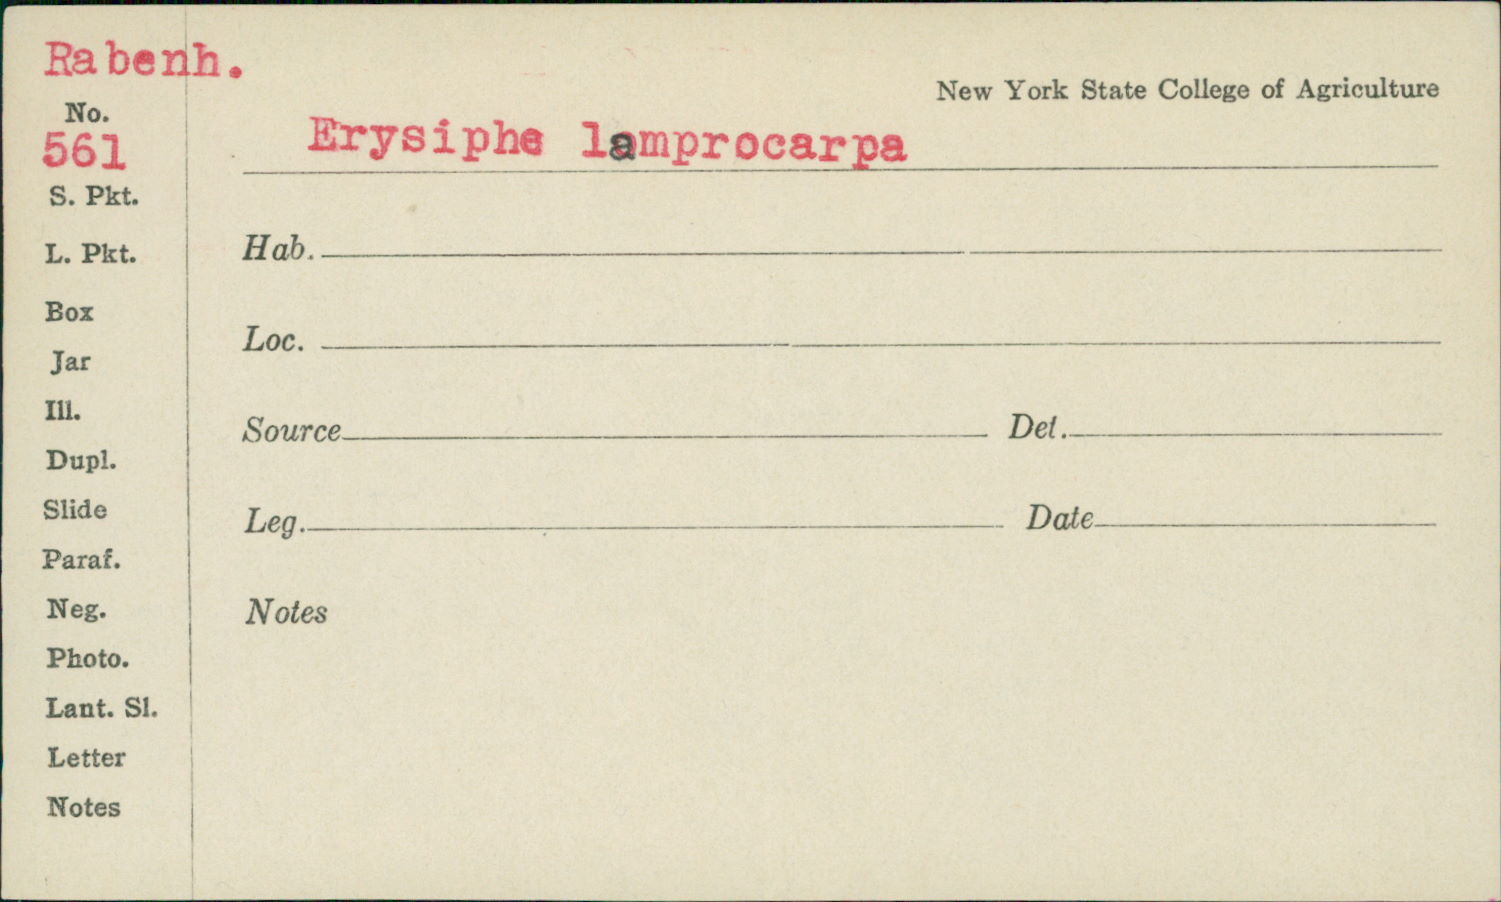 Rabenh.
New York State College of Agriculture
No.
561
Erysiphe lamprocarpa
S. Pkt.
L. Pkt.
Hab.
Box
Loc.
Jar
Ill.
Source Det.
Dupl.
Slide
Leg. Date
Paraf.
Neg.
Notes
Photo.
Lant. Sl.
Letter
Notes